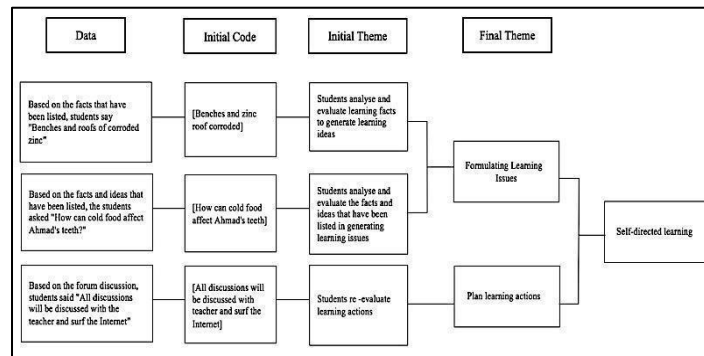 Data
Initial Code
Initial Theme
Final Theme
Based on the facts that have
been listed, students say
"Benches and roofs of corroded
zinc"
[Benches and zinc
roof corroded]
Students analyse and
evaluate learning facts
to generate learning
ideas
Formulating Learning
Issues
Based on the facts and ideas that
have been listed, the students
asked "How can cold food affect
Ahmad's teeth?"
[How can cold food
affect Ahmad's teeth]
Students analyse and
evaluate the facts and
ideas that have been
listed in generating
learning issues
Self-directed learning
Based on the forum discussion,
students said "All discussions
will be discussed with the
teacher and surf the Internet"
[All discussions will
be discussed with
teacher and surf the
Internet]
Students re -evaluate
learning actions
Plan learning actions